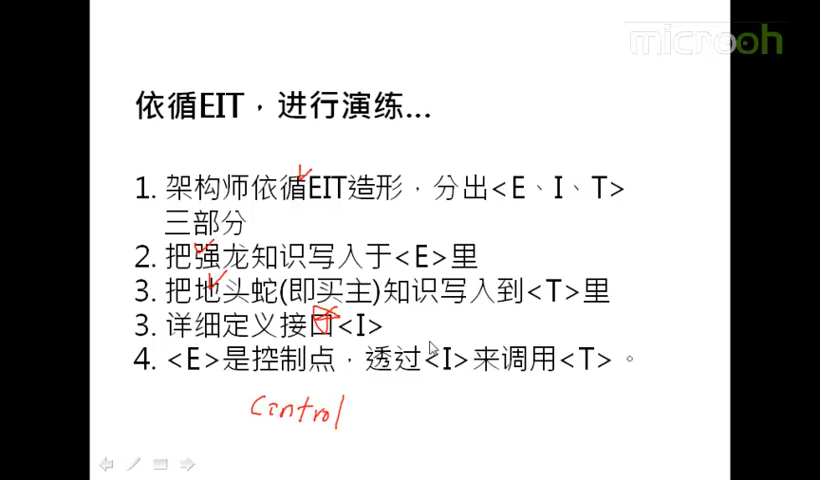 microoh
依循EIT，进行演练...
1. 架构师依循EIT造形，分出<E、I、T>
三部分
2. 把强龙知识写入于<E>里
3. 把地头蛇(即买主)知识写入到<T>里
3. 详细定义接口<I>
4. <E>是控制点，透过<I>来调用<T>。
Control